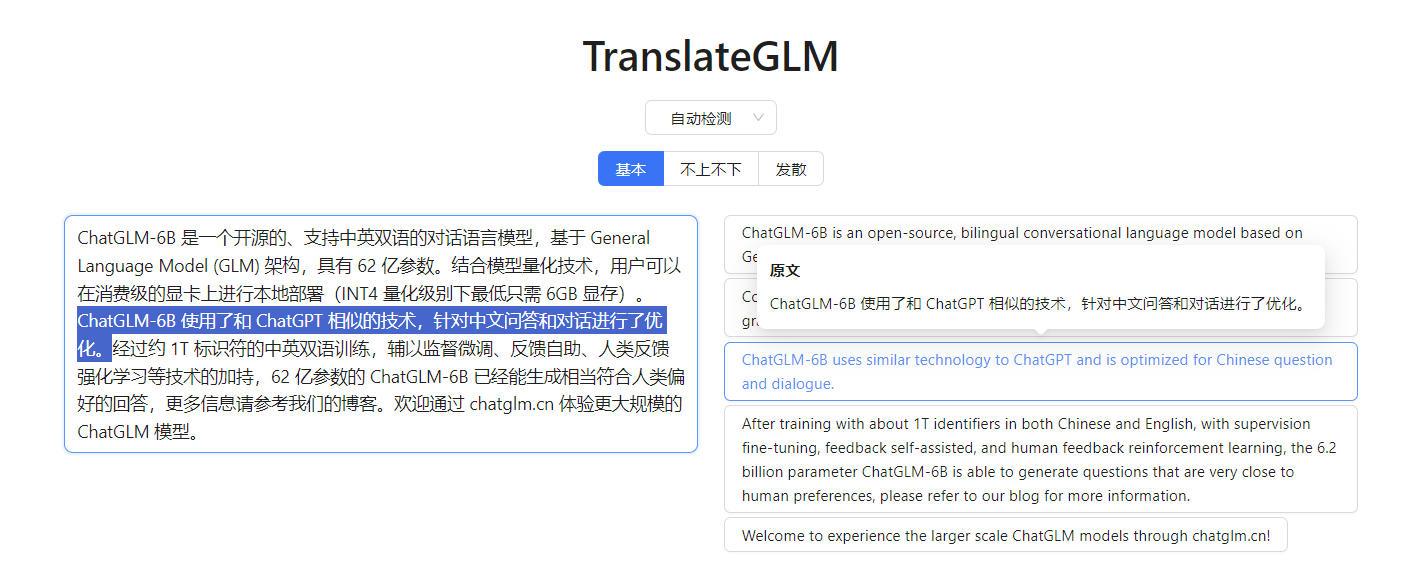 TranslateGLM
自动检测
基本
不上不下
发散
ChatGLM-6B 是一个开源的、支持中英双语的对话语言模型，基于 General
Language Model (GLM) 架构，具有 62 亿参数。结合模型量化技术，用户可以
在消费级的显卡上进行本地部署（INT4 量化级别下最低只需 6GB 显存）。
ChatGLM-6B 使用了和 ChatGPT 相似的技术，针对中文问答和对话进行了优
化。经过约 1T 标识符的中英双语训练，辅以监督微调、反馈自助、人类反馈
强化学习等技术的加持，62 亿参数的 ChatGLM-6B 已经能生成相当符合人类偏
好的回答，更多信息请参考我们的博客。欢迎通过 chatglm.cn 体验更大规模的
ChatGLM 模型。
ChatGLM-6B is an open-source, bilingual conversational language model based on
原文
ChatGLM-6B 使用了和 ChatGPT 相似的技术，针对中文问答和对话进行了优化。
ChatGLM-6B uses similar technology to ChatGPT and is optimized for Chinese question
and dialogue.
After training with about 1T identifiers in both Chinese and English, with supervision
fine-tuning, feedback self-assisted, and human feedback reinforcement learning, the 6.2
billion parameter ChatGLM-6B is able to generate questions that are very close to
human preferences, please refer to our blog for more information.
Welcome to experience the larger scale ChatGLM models through chatglm.cn!